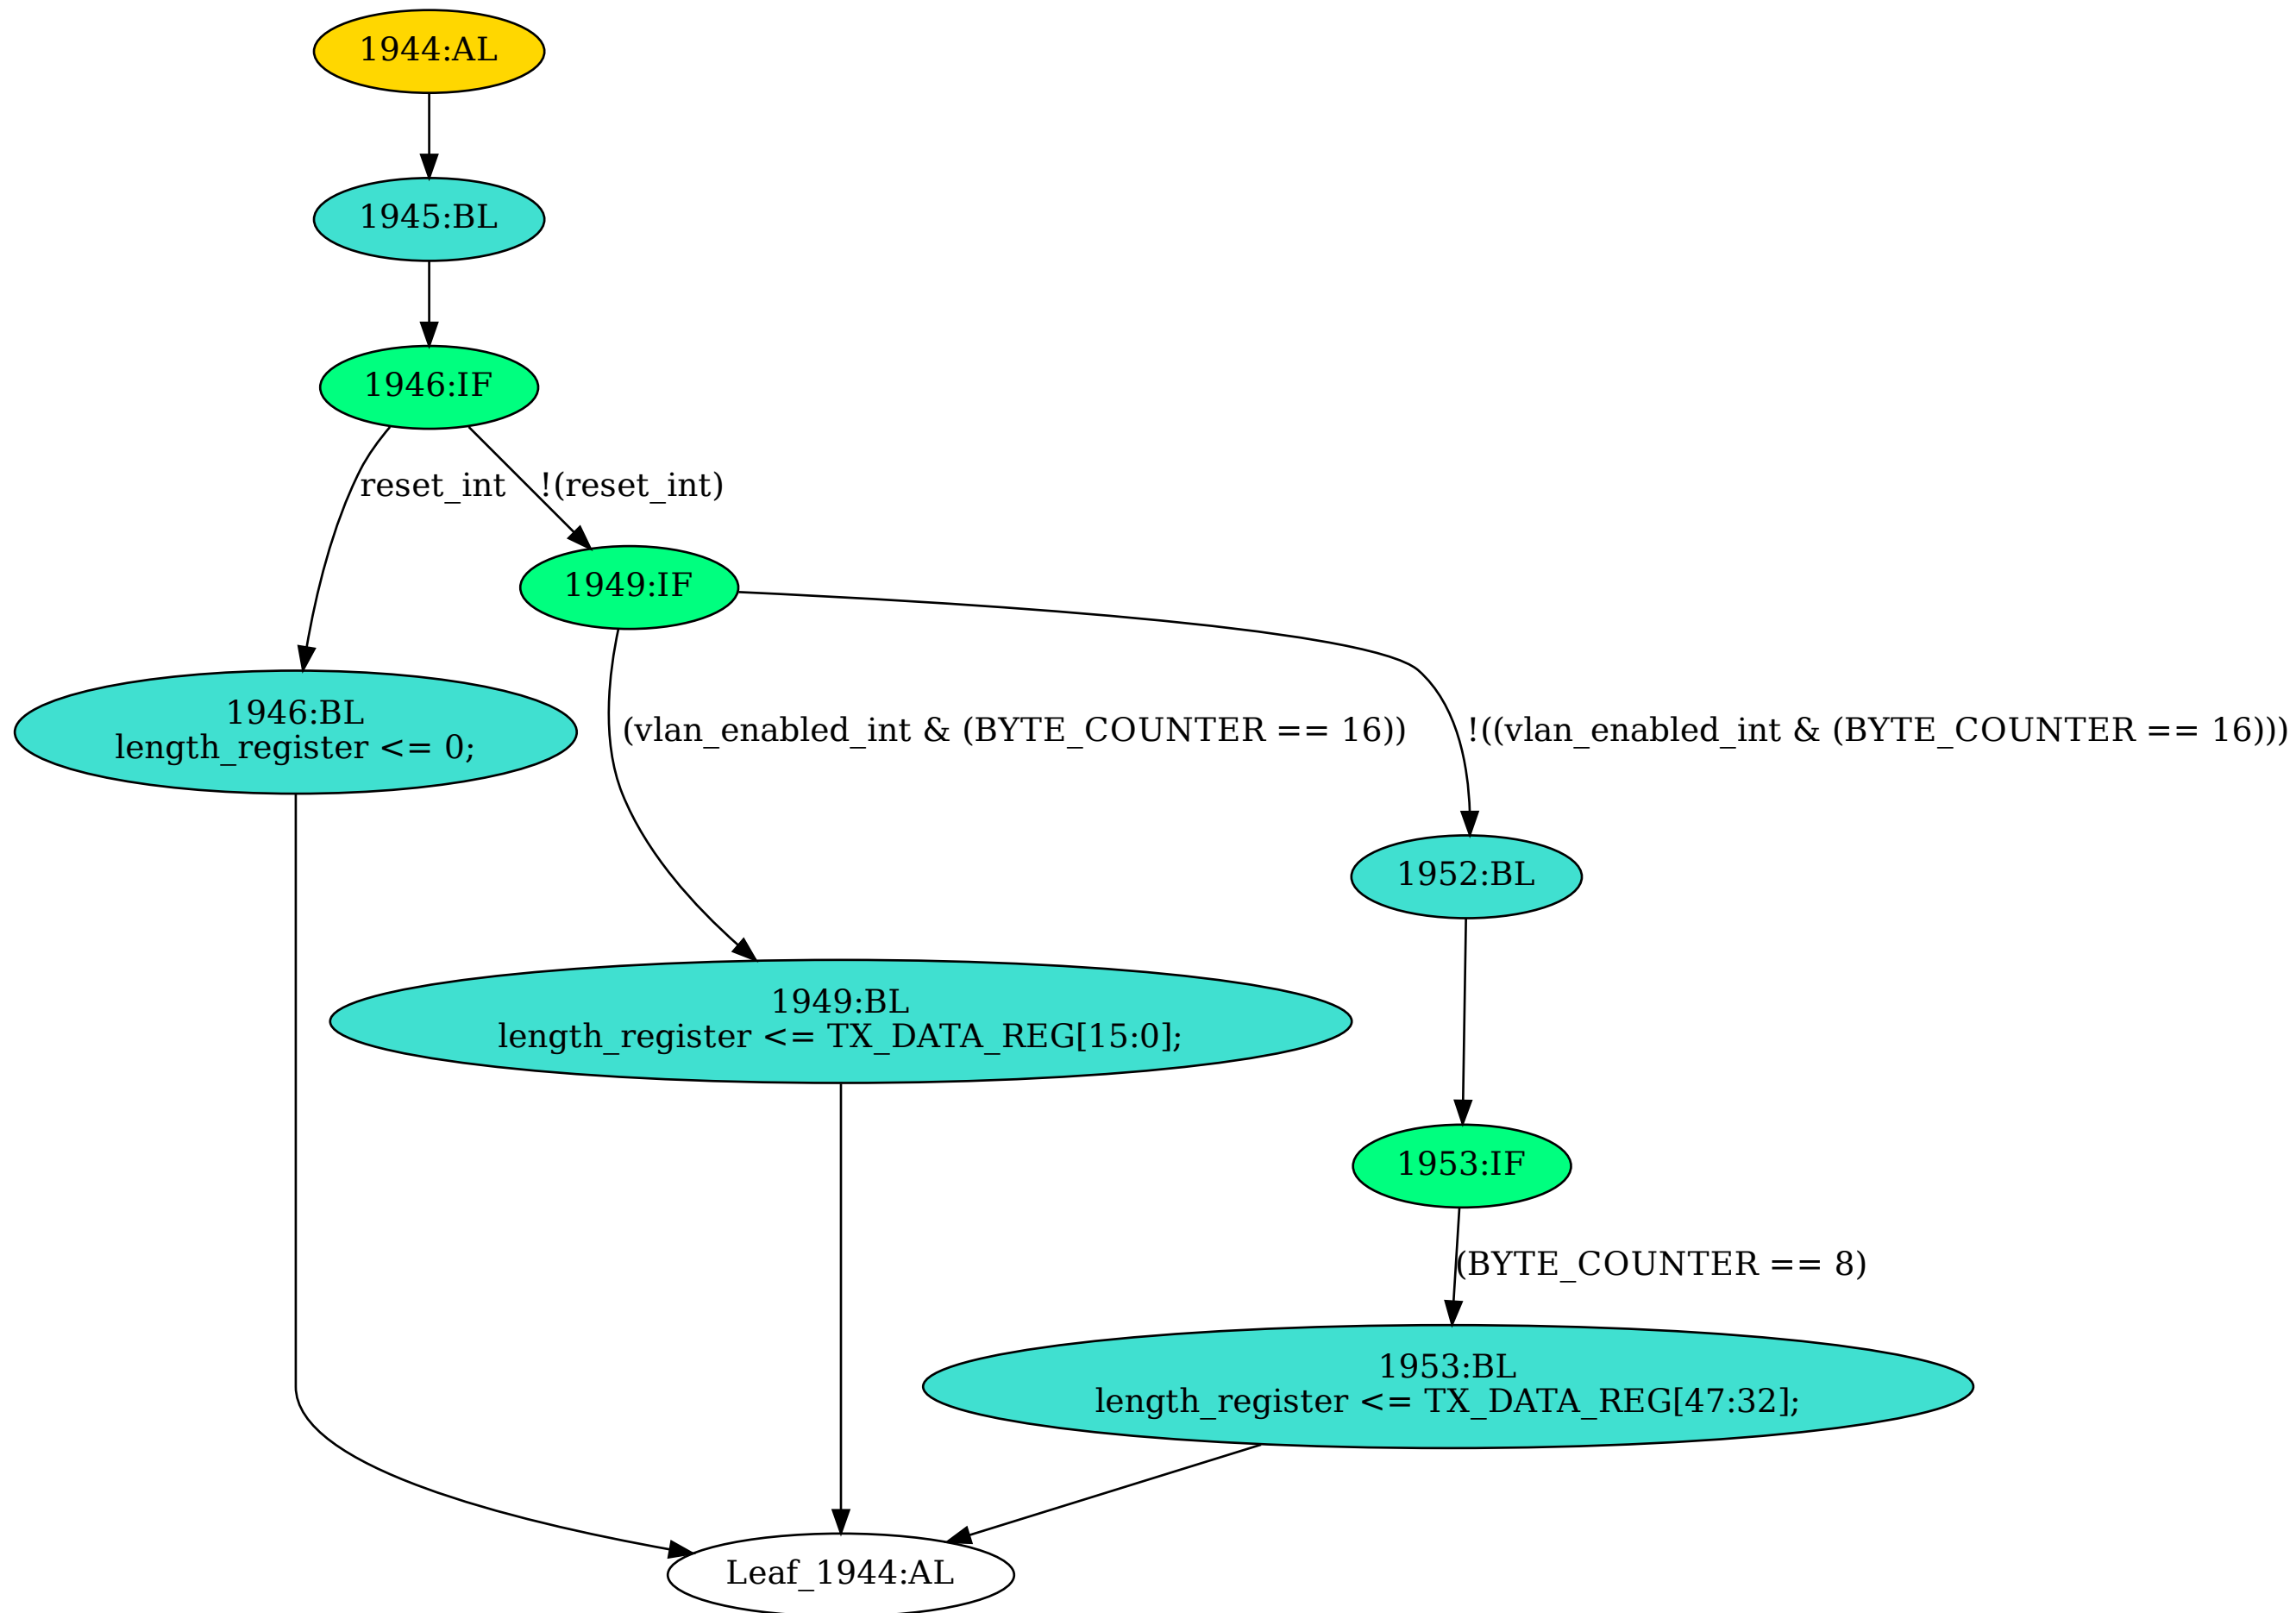 1944:AL
1945:BL
1946:IF
reset_int
!(reset_int)
1949:IF
1946:BL
length_register <= 0;
(vlan_enabled_int & (BYTE_COUNTER == 16))
!((vlan_enabled_int & (BYTE_COUNTER == 16)))
1952:BL
1949:BL
length_register <= TX_DATA_REG[15:0];
1953:IF
(BYTE_COUNTER == 8)
1953:BL
length_register <= TX_DATA_REG[47:32];
Leaf_1944:AL